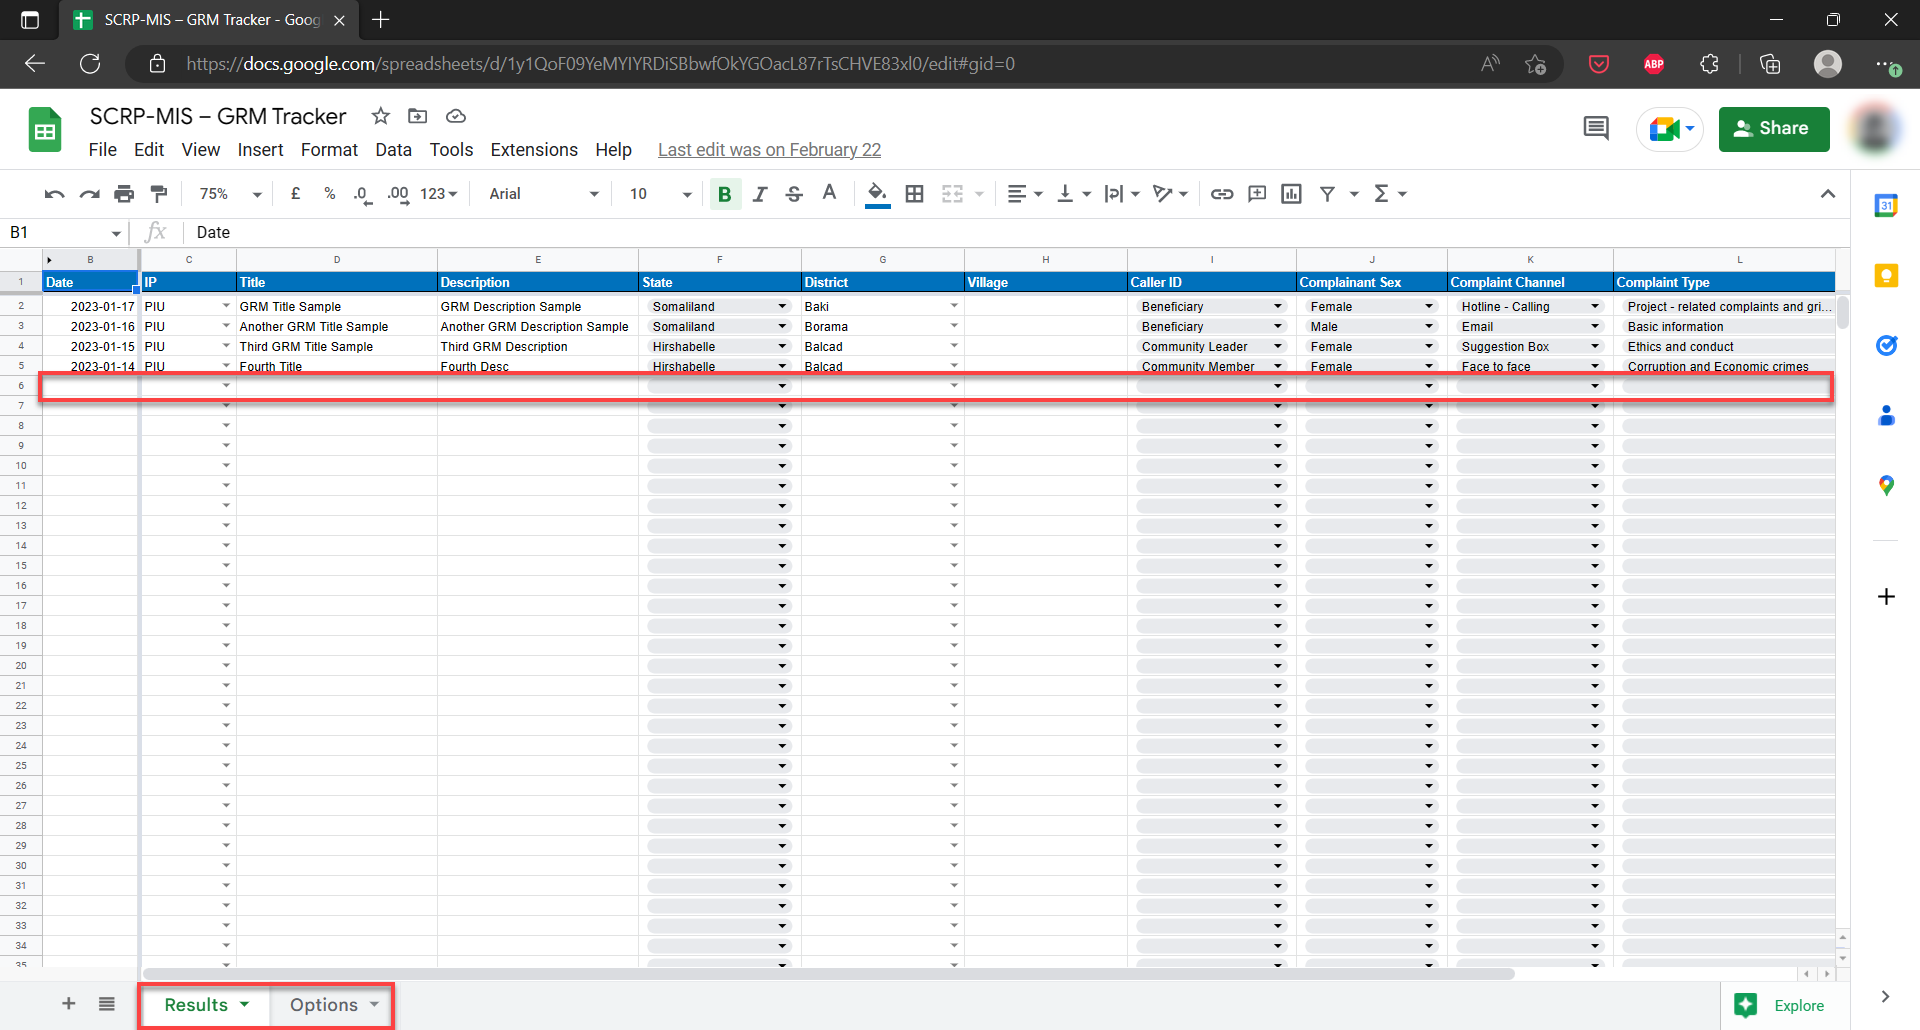 SCRP-MIS – GRM Tracker - Goog
https://docs.google.com/spreadsheets/d/1y1QoF09YeMYIYRDiSBbwfOkYGOacL87rTsCHVE83xI0/edit#gid=0
ABP
SCRP-MIS – GRM Tracker
Share
File Edit View Insert Format Data Tools Extensions Help Last edit was on February 22
75% £ % .0 .00 123 Arial 10 B I S A Σ
31
B1 fx Date
B C D E F G H I J K L
1 Date IP Title Description State District Village Caller ID Complainant Sex Complaint Channel Complaint Type
2 2023-01-17 PIU GRM Title Sample GRM Description Sample Somaliland Baki Beneficiary Female Hotline - Calling Project - related complaints and gri...
3 2023-01-16 PIU Another GRM Title Sample Another GRM Description Sample Somaliland Borama Beneficiary Male Email Basic information
4 2023-01-15 PIU Third GRM Title Sample Third GRM Description Hirshabelle Balcad Community Leader Female Suggestion Box Ethics and conduct
5 2023-01-14 PIU Fourth Title Fourth Desc Hirshabelle Balcad Community Member Female Face to face Corruption and Economic crimes
6
7
8
9
10
11
12
13
14
15
16
17
18
19
20
21
22
23
24
25
26
27
28
29
30
31
32
33
34
35
Results Options Explore